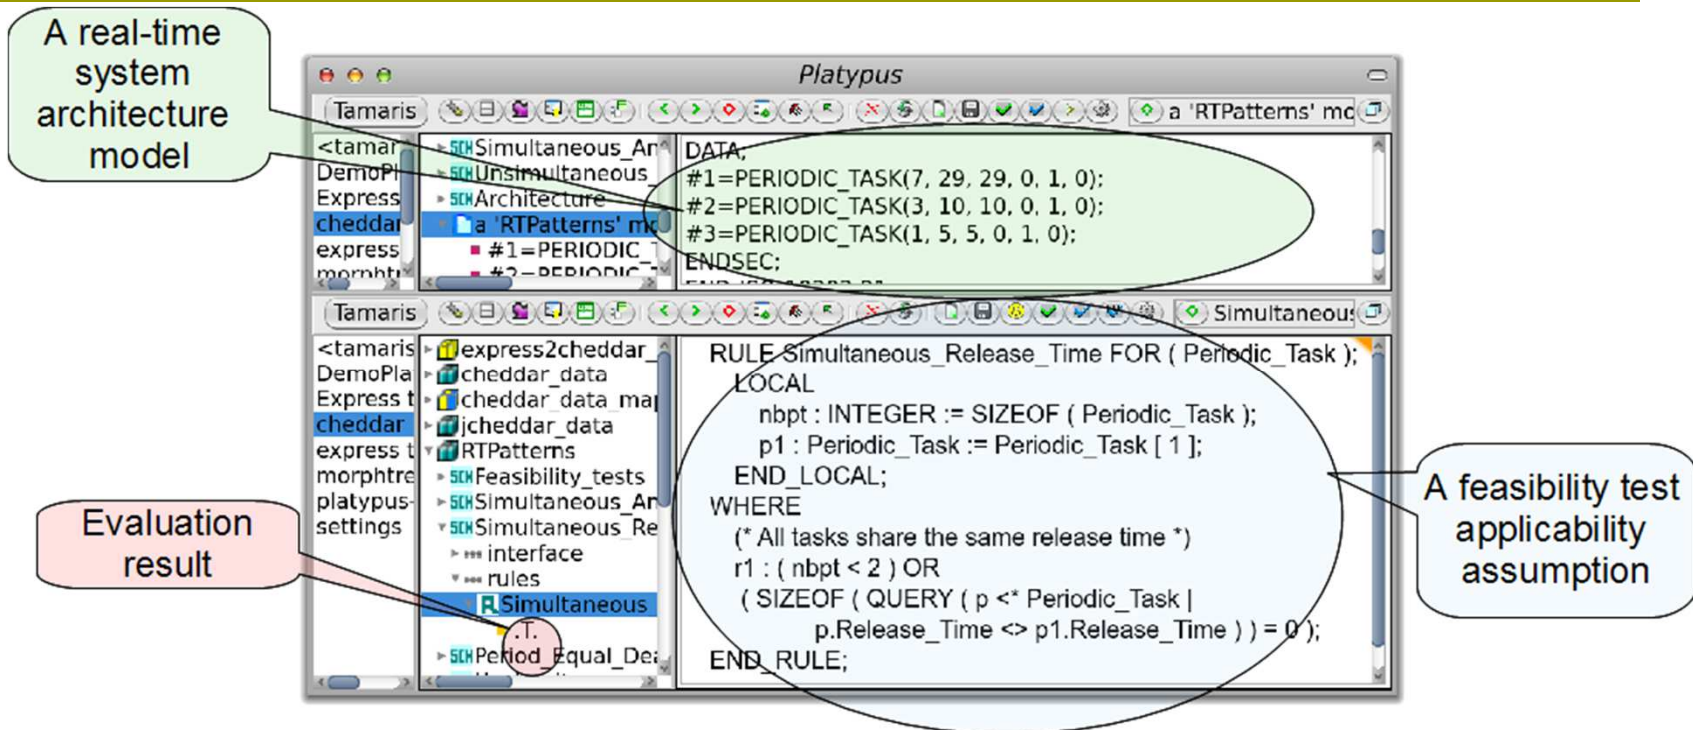 A real-time
system
architecture
model
Platypus
Tamaris
a 'RTPatterns' mo
<tamar
DemoPl
Express
cheddar
express
morphtr
Simultaneous_An
Unsimultaneous_
Architecture
a 'RTPatterns' mo
#1=PERIODIC_T
#2=PERIODIC_T
DATA;
#1=PERIODIC_TASK(7, 29, 29, 0, 1, 0);
#2=PERIODIC_TASK(3, 10, 10, 0, 1, 0);
#3=PERIODIC_TASK(1, 5, 5, 0, 1, 0);
ENDSEC;
Tamaris
Simultaneous
<tamaris
DemoPla
Express t
cheddar
express t
morphtre
platypus-
settings
express2cheddar_
cheddar_data
cheddar_data_map
jcheddar_data
RTPatterns
Feasibility_tests
Simultaneous_An
Simultaneous_Re
interface
rules
Simultaneous
.T.
Period_Equal_Dea
RULE Simultaneous_Release_Time FOR ( Periodic_Task );
LOCAL
nbpt : INTEGER := SIZEOF ( Periodic_Task );
p1 : Periodic_Task := Periodic_Task [ 1 ];
END_LOCAL;
WHERE
(* All tasks share the same release time *)
r1 : ( nbpt < 2 ) OR
( SIZEOF ( QUERY ( p <* Periodic_Task |
p.Release_Time <> p1.Release_Time ) ) = 0 );
END_RULE;
Evaluation
result
A feasibility test
applicability
assumption